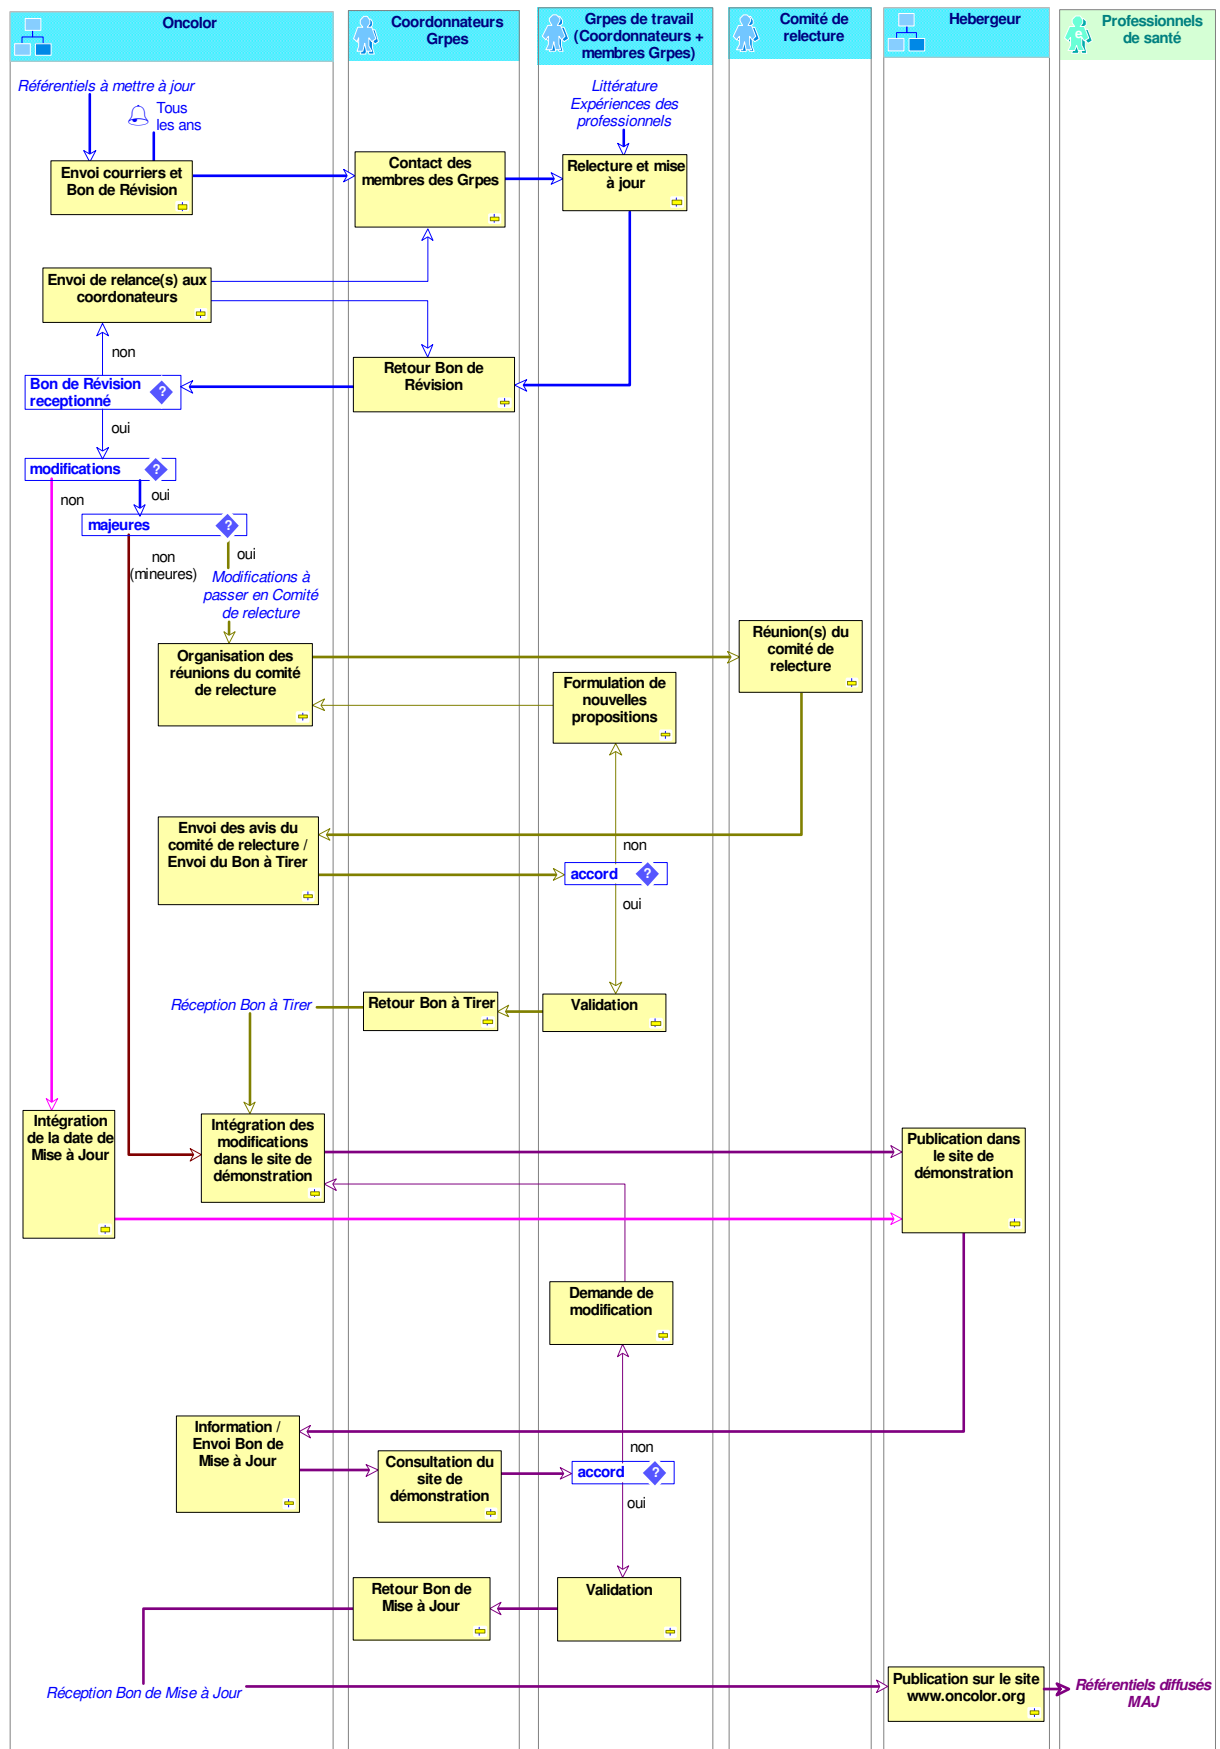 Oncolor
Coordonnateurs
Grpes
Grpes de travail
(Coordonnateurs +
membres Grpes)
Comité de
relecture
Hebergeur
Professionnels
de santé
Référentiels à mettre à jour
Tous
les ans
Littérature
Expériences des
professionnels
Envoi courriers et
Bon de Révision
Contact des
membres des Grpes
Relecture et mise
à jour
Envoi de relance(s) aux
coordonateurs
non
Bon de Révision
receptionné
?
Retour Bon de
Révision
oui
modifications
?
non
oui
majeures
?
non
(mineures)
oui
Modifications à
passer en Comité
de relecture
Organisation des
réunions du comité
de relecture
Réunion(s) du
comité de
relecture
Formulation de
nouvelles
propositions
Envoi des avis du
comité de relecture /
Envoi du Bon à Tirer
non
accord
?
oui
Réception Bon à Tirer
Retour Bon à Tirer
Validation
Intégration
de la date de
Mise à Jour
Intégration des
modifications
dans le site de
démonstration
Publication dans
le site de
démonstration
Demande de
modification
Information /
Envoi Bon de
Mise à Jour
Consultation du
site de
démonstration
non
accord
?
oui
Retour Bon de
Mise à Jour
Validation
Réception Bon de Mise à Jour
Publication sur le site
www.oncolor.org
Référentiels diffusés
MAJ